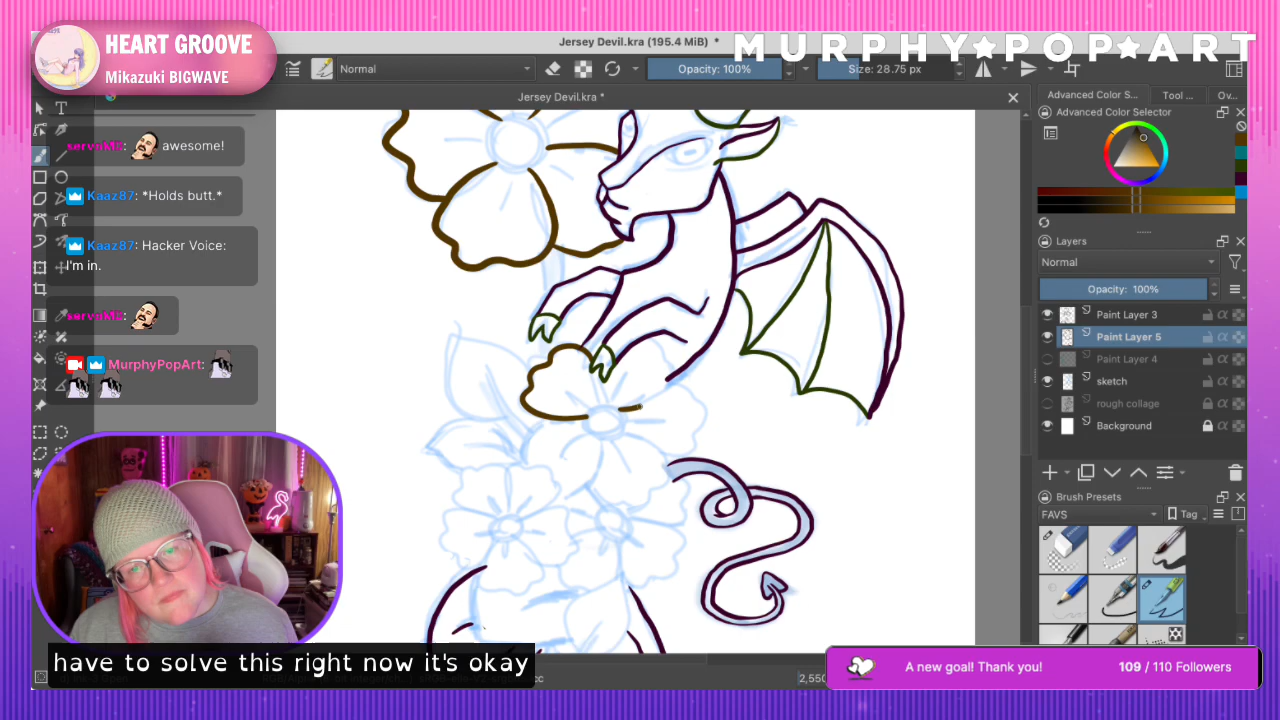 HEART GROOVE
Mikazuki BIGWAVE
Jersey Devil.kra (195.4 MiB) *
MURPHY★POP★ART
Normal
Opacity: 100%
Size: 28.75 px
Jersey Devil.kra *
Advanced Color S...
Tool ...
Ov...
Advanced Color Selector
awesome!
Kaaz87: *Holds butt.*
Kaaz87: Hacker Voice:
I'm in.
MurphyPopArt:
Layers
Normal
Opacity: 100%
Paint Layer 3
Paint Layer 5
Paint Layer 4
sketch
rough collage
Background
Brush Presets
FAVS
Tag
have to solve this right now it's okay
2,550
A new goal! Thank you!
109 / 110 Followers